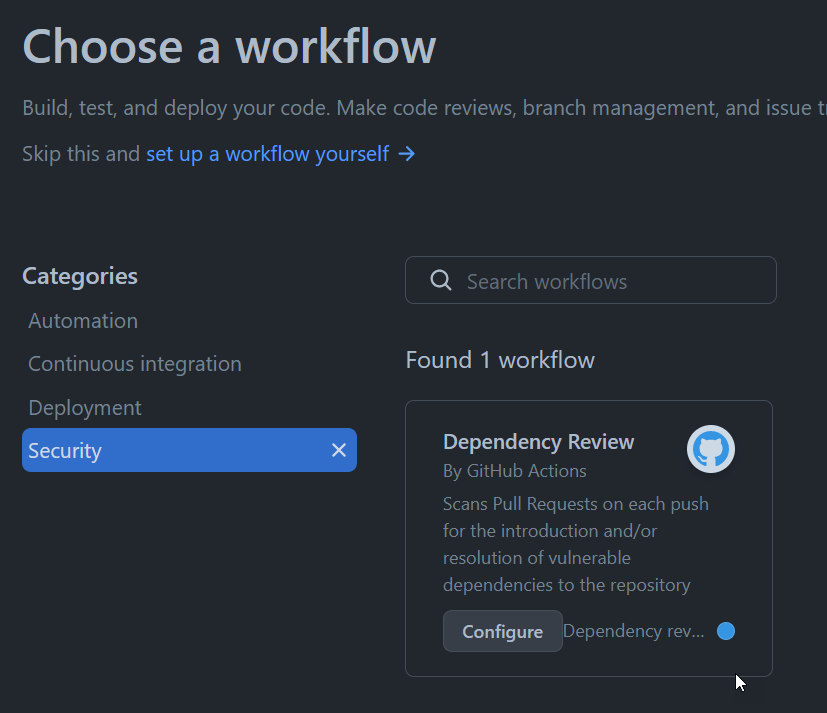 Choose a workflow
Build, test, and deploy your code. Make code reviews, branch management, and issue
Skip this and set up a workflow yourself →
Categories
Automation
Continuous integration
Deployment
Security
Search workflows
Found 1 workflow
Dependency Review
By GitHub Actions
Scans Pull Requests on each push
for the introduction and/or
resolution of vulnerable
dependencies to the repository
Configure
Dependency rev...